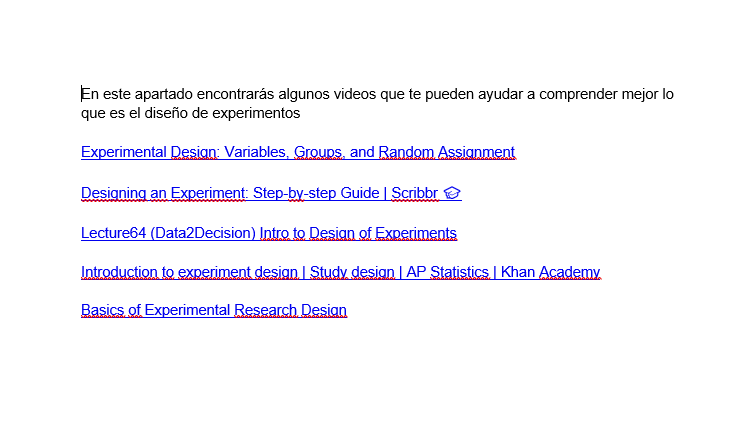 En este apartado encontrarás algunos videos que te pueden ayudar a comprender mejor lo
que es el diseño de experimentos
Experimental Design: Variables, Groups, and Random Assignment
Designing an Experiment: Step-by-step Guide | Scribbr 🎓
Lecture64 (Data2Decision) Intro to Design of Experiments
Introduction to experiment design | Study design | AP Statistics | Khan Academy
Basics of Experimental Research Design